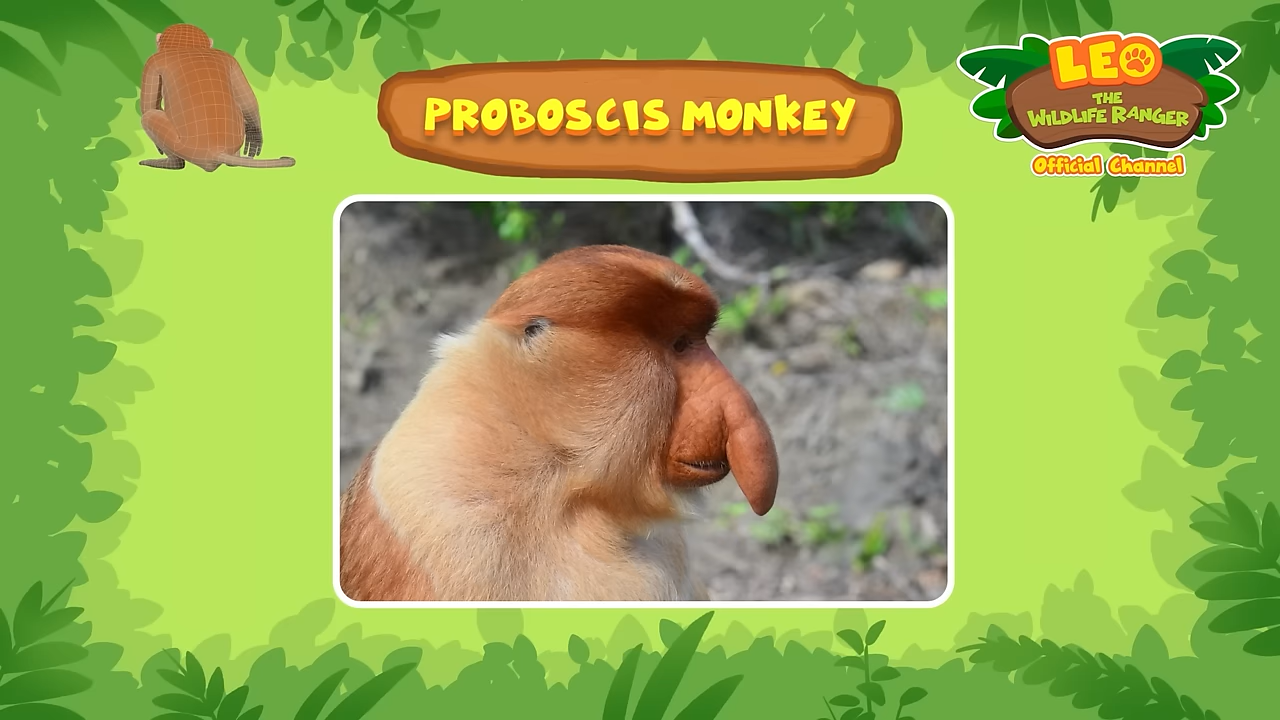 PROBOSCIS MONKEY
LEO
THE
WILDLIFE RANGER
Official Channel